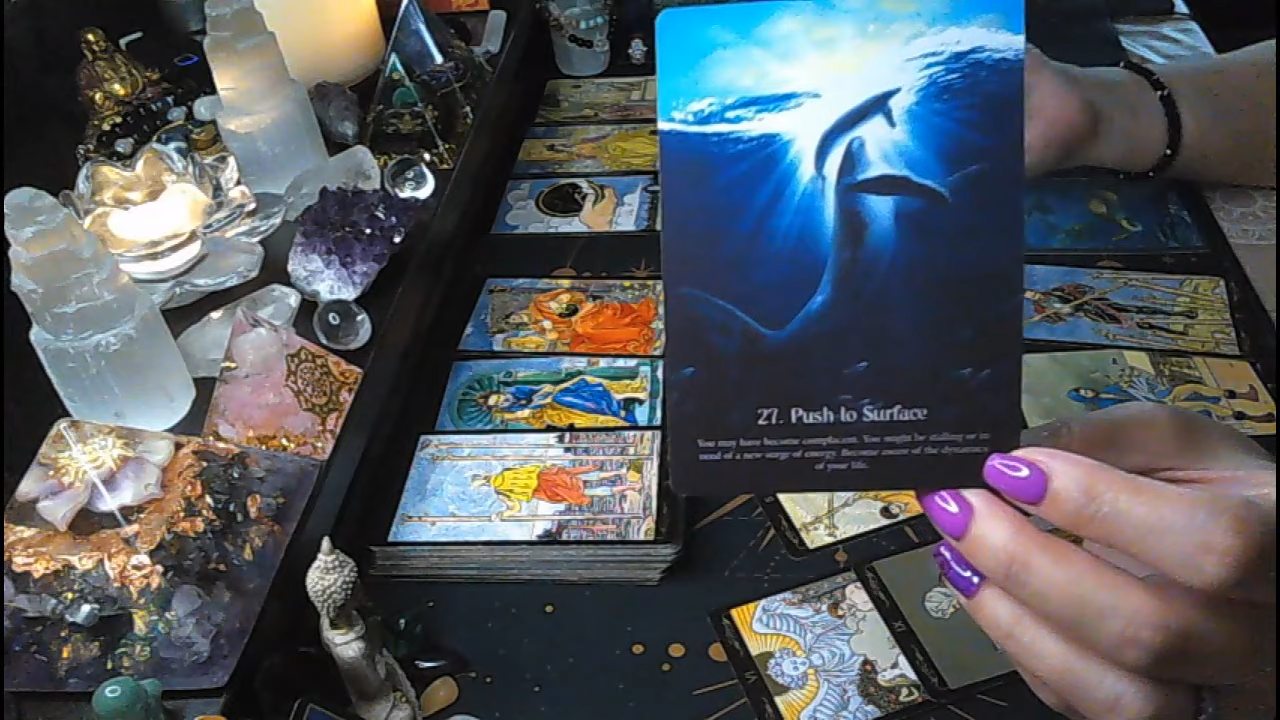 27. Push to Surface
You may have become complacent. You might be stalling or in
need of a new surge of energy. Become aware of the dynamics
of your life.